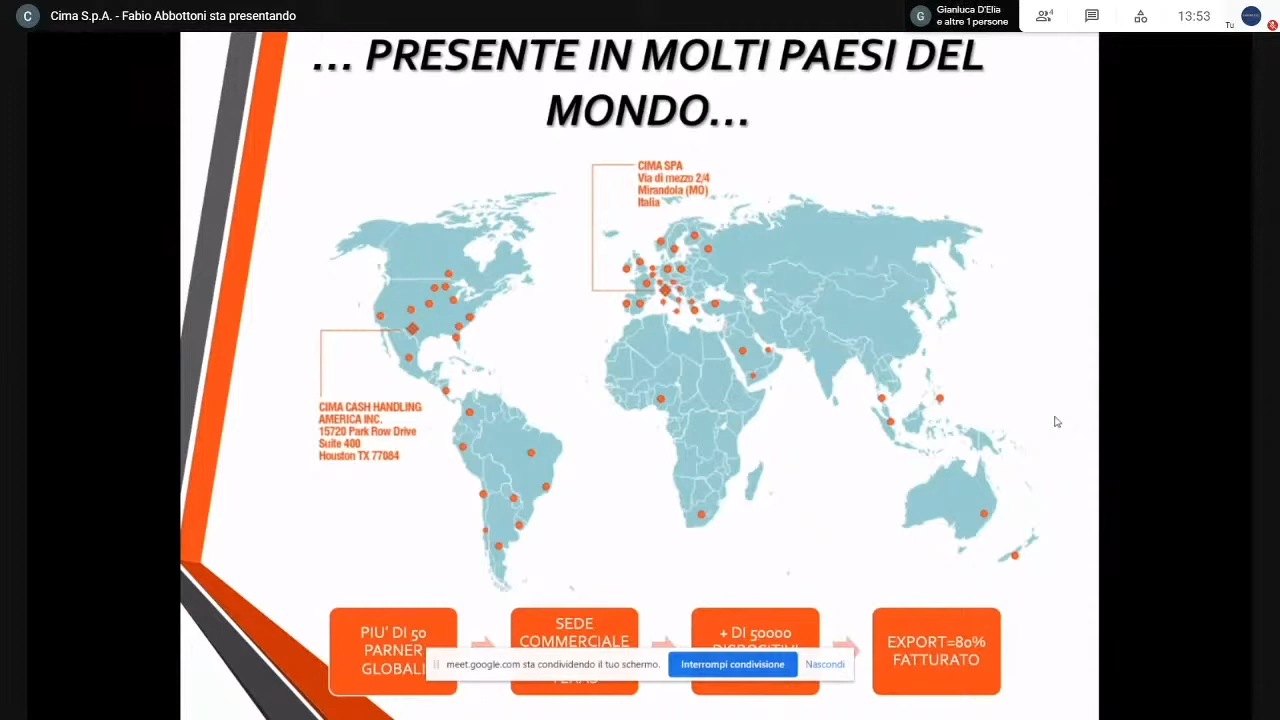 Cima S.p.A. - Fabio Abbottoni sta presentando
Gianluca D'Elia
e altre 1 persone
4
13:53
Tu
... PRESENTE IN MOLTI PAESI DEL
MONDO...
CIMA SPA
Via di mezzo 2/4
Mirandola (MO)
Italia
CIMA CASH HANDLING
AMERICA INC.
15720 Park Row Drive
Suite 400
Houston TX 77084
PIU' DI 50
PARNER
GLOBALI
SEDE
COMMERCIALE
+ DI 50000
EXPORT=80%
FATTURATO
meet.google.com sta condividendo il tuo schermo.
Interrompi condivisione
Nascondi